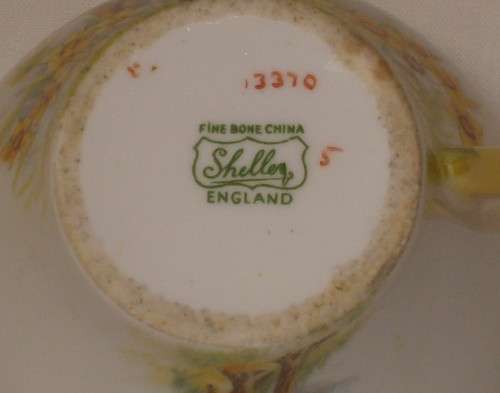 13370
FINE BONE CHINA
Shelley
ENGLAND
5